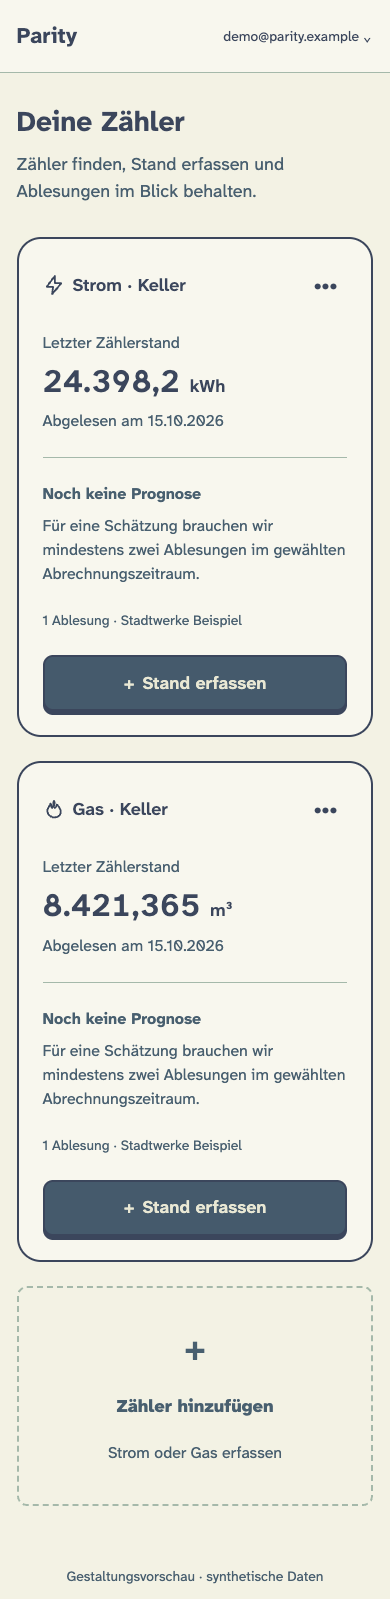 Parity
demo@parity.example
Deine Zähler
Zähler finden, Stand erfassen und
Ablesungen im Blick behalten.
Strom · Keller
Letzter Zählerstand
24.398,2 kWh
Abgelesen am 15.10.2026
Noch keine Prognose
Für eine Schätzung brauchen wir
mindestens zwei Ablesungen im gewählten
Abrechnungszeitraum.
1 Ablesung · Stadtwerke Beispiel
+ Stand erfassen
Gas · Keller
Letzter Zählerstand
8.421,365 m³
Abgelesen am 15.10.2026
Noch keine Prognose
Für eine Schätzung brauchen wir
mindestens zwei Ablesungen im gewählten
Abrechnungszeitraum.
1 Ablesung · Stadtwerke Beispiel
+ Stand erfassen
+
Zähler hinzufügen
Strom oder Gas erfassen
Gestaltungsvorschau · synthetische Daten